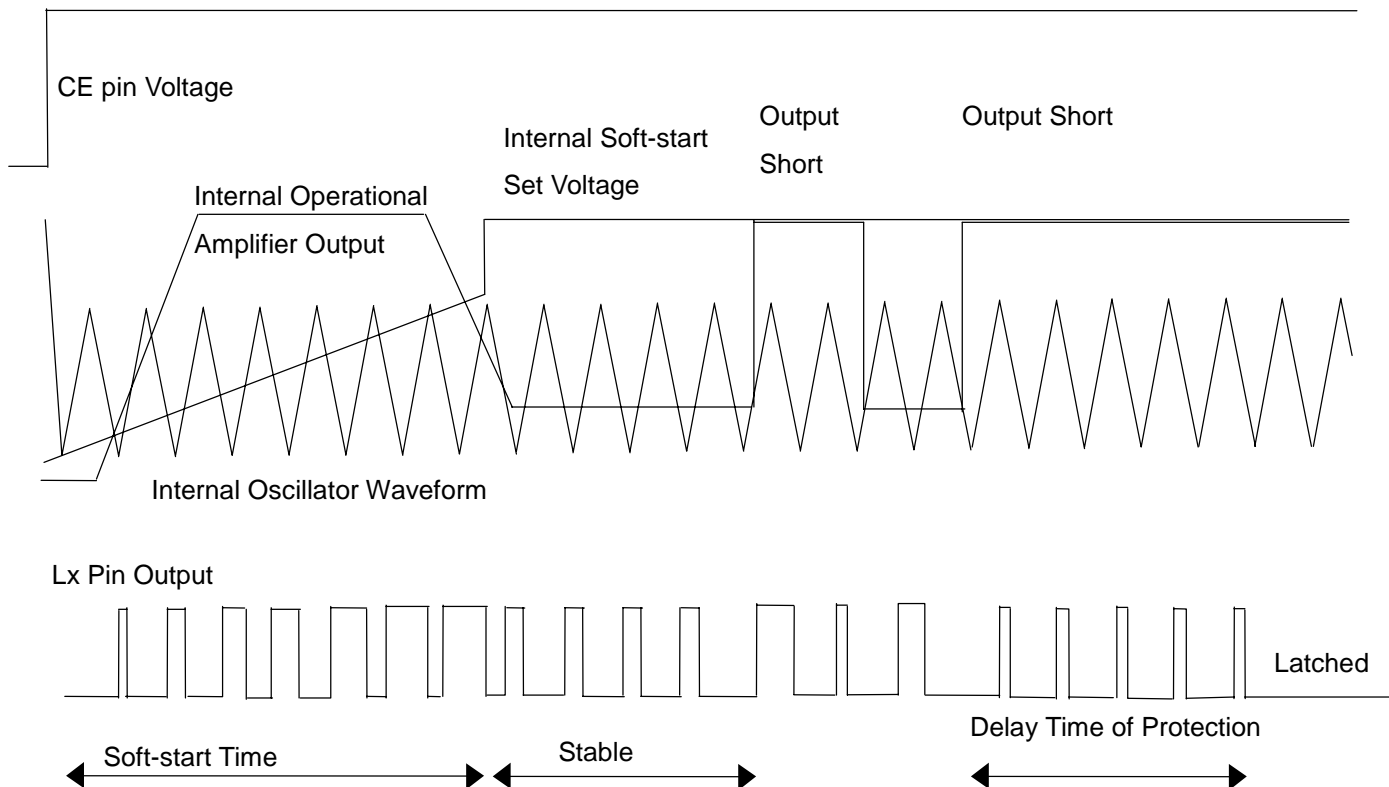 CE pin Voltage
Internal Soft-start
Set Voltage
Output
Short
Output Short
Internal Operational
Amplifier Output
Internal Oscillator Waveform
Lx Pin Output
Latched
Soft-start Time
Stable
Delay Time of Protection